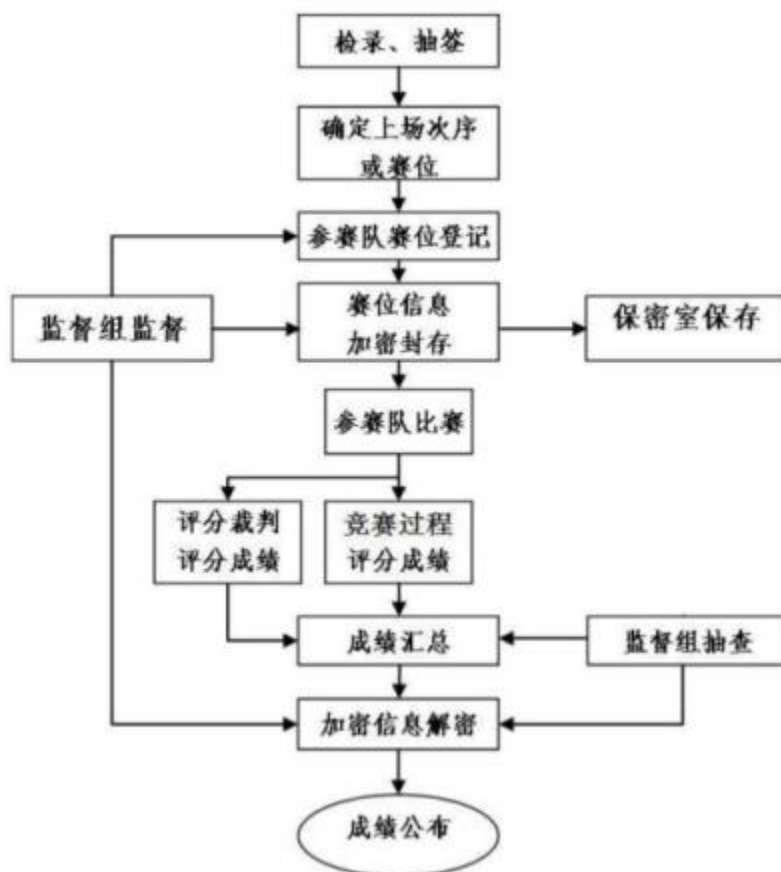 检录、抽签
确定上场次序
或赛位
参赛队赛位登记
监督组监督
赛位信息
加密封存
保密室保存
参赛队比赛
评分裁判
评分成绩
竞赛过程
评分成绩
成绩汇总
监督组抽查
加密信息解密
成绩公布